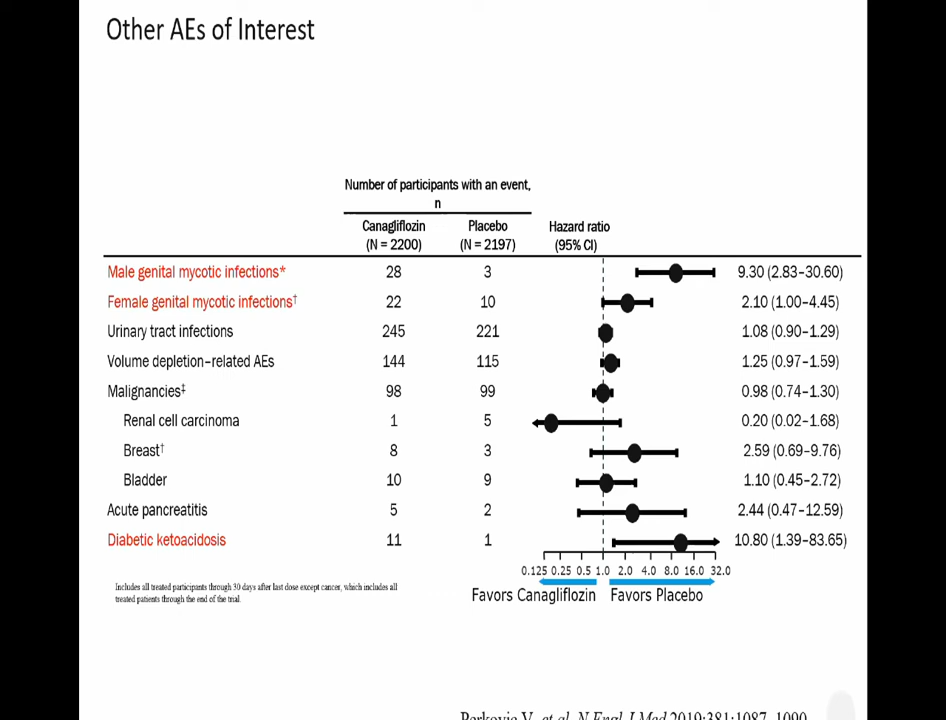 Other AEs of Interest
Number of participants with an event,
n
Canagliflozin Placebo Hazard ratio
(N = 2200) (N = 2197) (95% CI)
Male genital mycotic infections* 28 3 9.30 (2.83–30.60)
Female genital mycotic infections† 22 10 2.10 (1.00–4.45)
Urinary tract infections 245 221 1.08 (0.90–1.29)
Volume depletion–related AEs 144 115 1.25 (0.97–1.59)
Malignancies‡ 98 99 0.98 (0.74–1.30)
Renal cell carcinoma 1 5 0.20 (0.02–1.68)
Breast† 8 3 2.59 (0.69–9.76)
Bladder 10 9 1.10 (0.45–2.72)
Acute pancreatitis 5 2 2.44 (0.47–12.59)
Diabetic ketoacidosis 11 1 10.80 (1.39–83.65)
0.125 0.25 0.5 1.0 2.0 4.0 8.0 16.0 32.0
Includes all treated participants through 30 days after last dose except cancer, which includes all
treated patients through the end of the trial.
Favors Canagliflozin Favors Placebo
Perkovic V, et al. N Engl J Med 2019;381:1087-1090